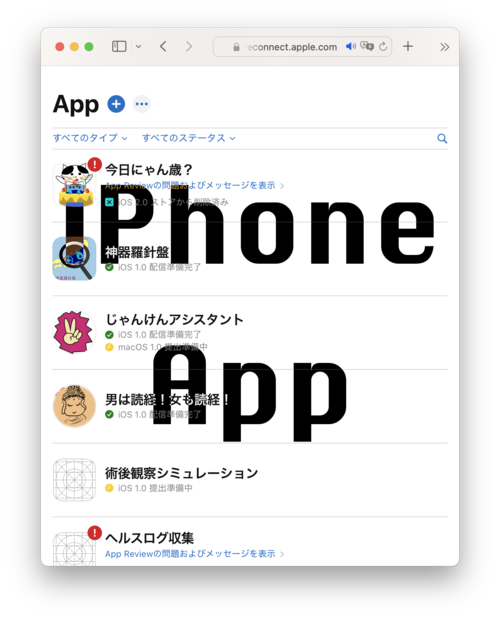 econnect.apple.com
App
すべてのタイプ
すべてのステータス
今日にゃん歳？
App Reviewの問題およびメッセージを表示
iOS 2.0 ストアから削除済み
iPhone
神器羅針盤
iOS 1.0 配信準備完了
じゃんけんアシスタント
iOS 1.0 配信準備完了
macOS 1.0 提出準備中
App
男は読経！女も読経！
iOS 1.0 配信準備完了
術後観察シミュレーション
iOS 1.0 提出準備中
ヘルスログ収集
App Reviewの問題およびメッセージを表示